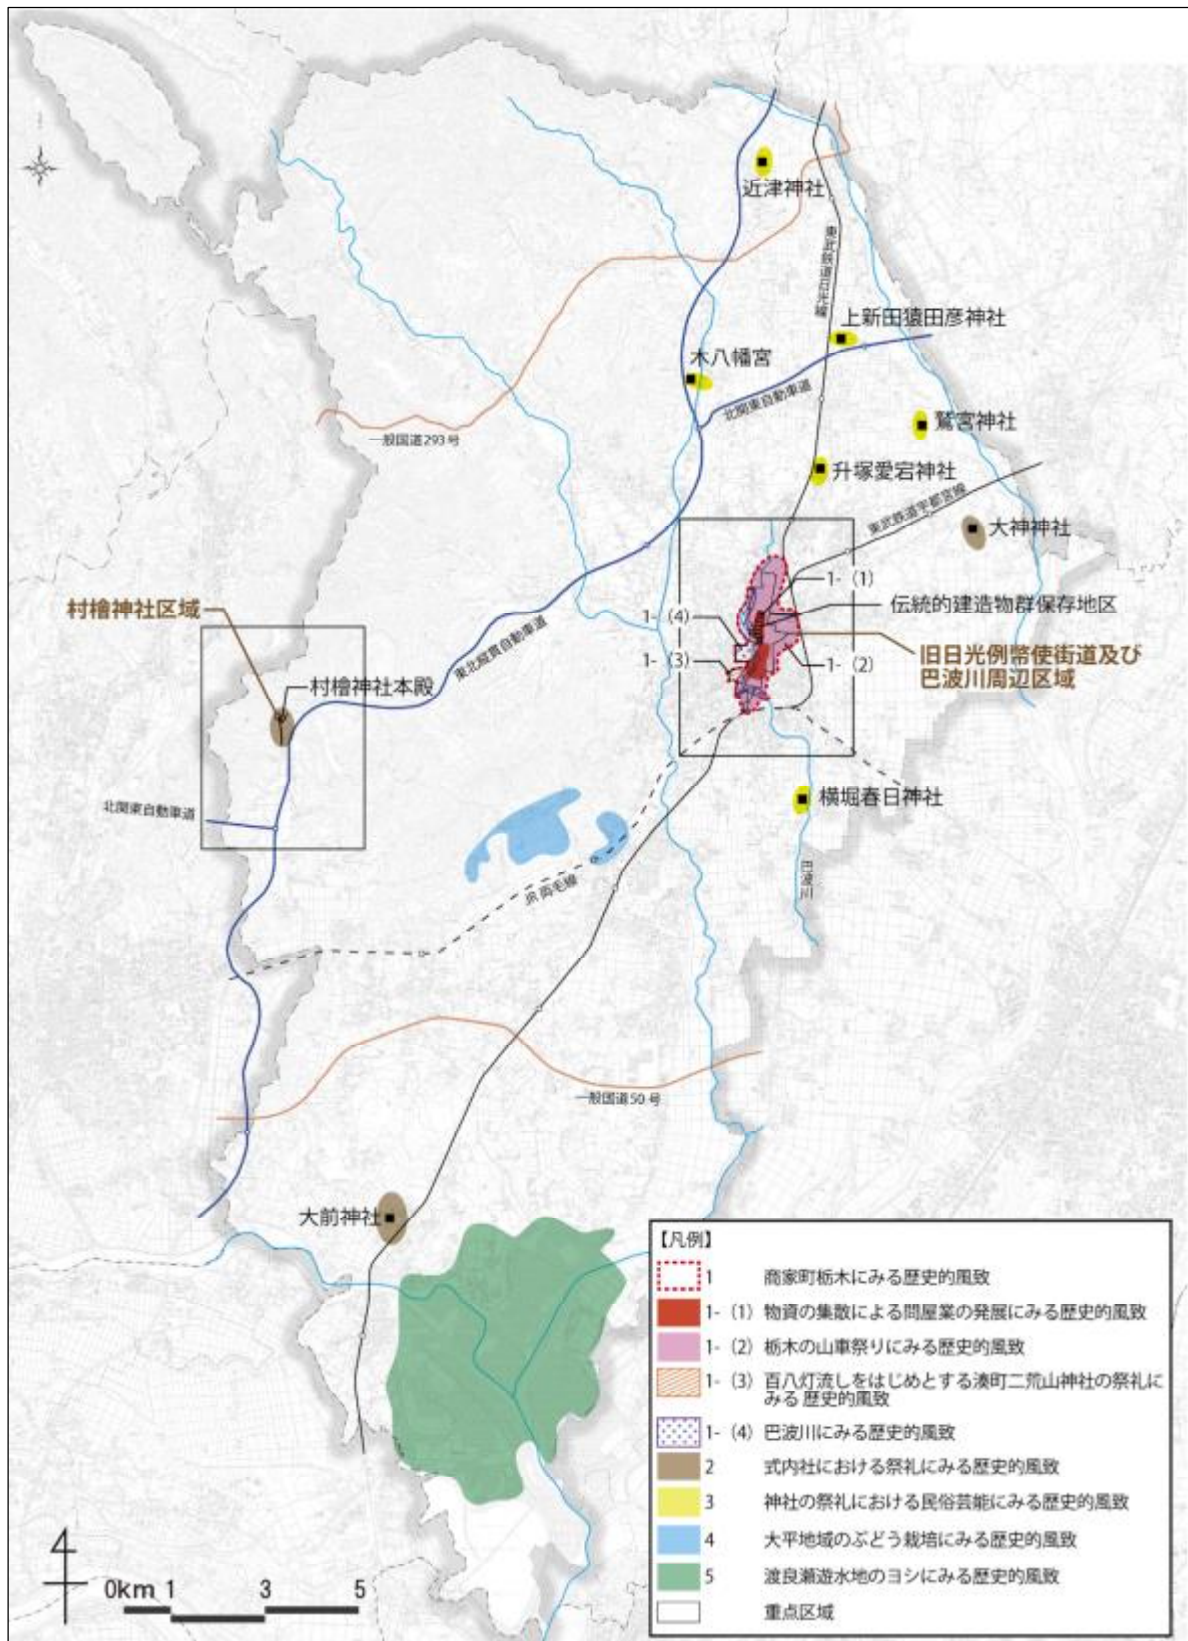 近津神社
東武鉄道日光線
上新田猿田彦神社
木八幡宮
北関東自動車道
鷲宮神社
一般国道293号
升塚愛宕神社
東武鉄道宇都宮線
大神神社
1-（1）
伝統的建造物群保存地区
村檜神社区域
1-（4）
東北縦貫自動車道
1-（3）
1-（2）
旧日光例幣使街道及び
巴波川周辺区域
村檜神社本殿
北関東自動車道
横堀春日神社
巴波川
JR 両毛線
一般国道50号
大前神社
【凡例】
1 商家町栃木にみる歴史的風致
1-（1）物資の集散による問屋業の発展にみる歴史的風致
1-（2）栃木の山車祭りにみる歴史的風致
1-（3）百八灯流しをはじめとする湊町二荒山神社の祭礼に
みる 歴史的風致
1-（4）巴波川にみる歴史的風致
2 式内社における祭礼にみる歴史的風致
3 神社の祭礼における民俗芸能にみる歴史的風致
4 大平地域のぶどう栽培にみる歴史的風致
5 渡良瀬遊水地のヨシにみる歴史的風致
重点区域
0km 1 3 5